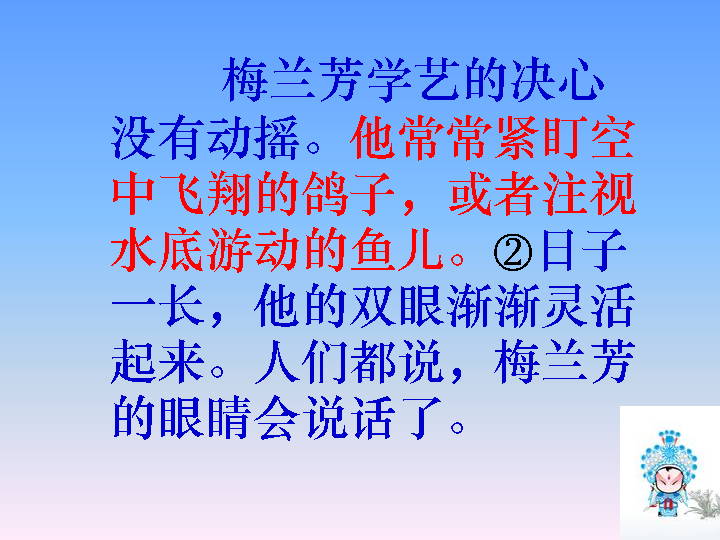 梅兰芳学艺的决心
没有动摇。他常常紧盯空
中飞翔的鸽子，或者注视
水底游动的鱼儿。②日子
一长，他的双眼渐渐灵活
起来。人们都说，梅兰芳
的眼睛会说话了。